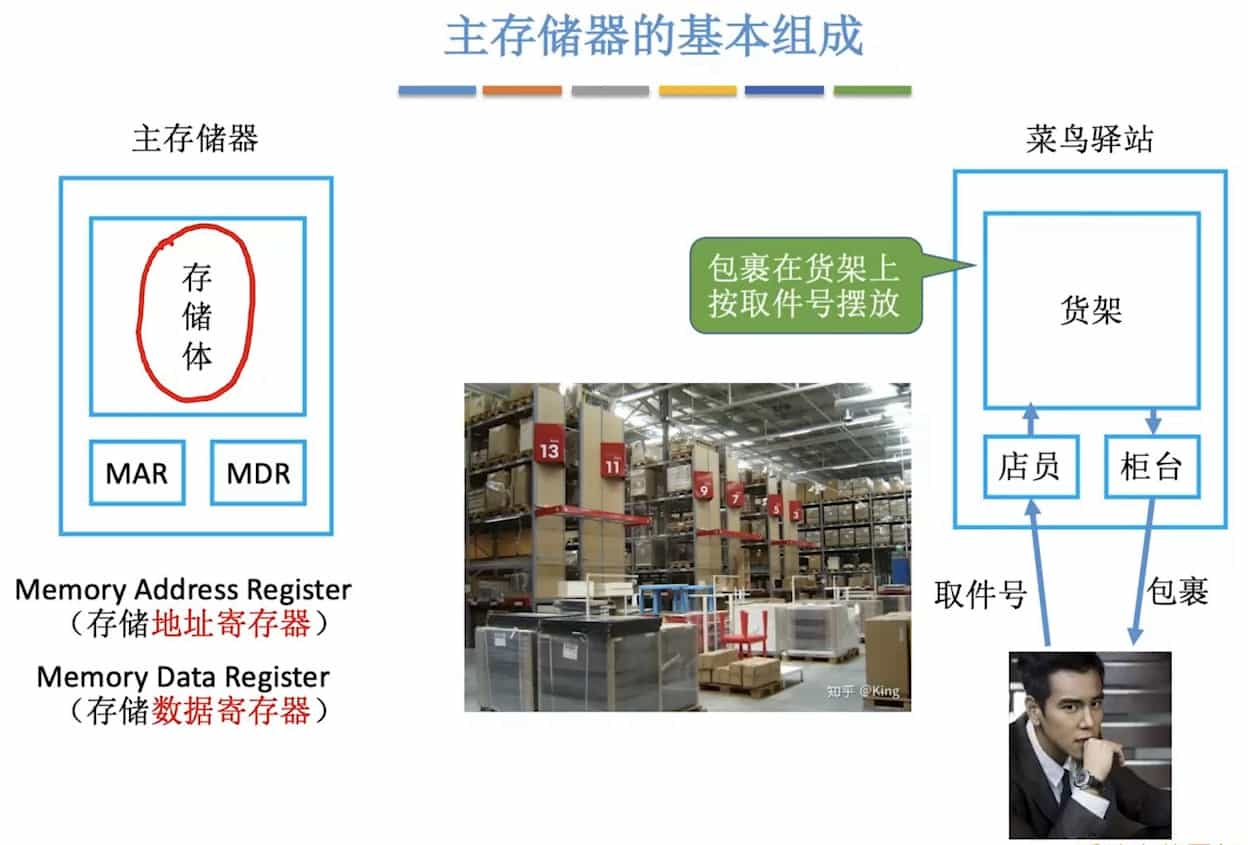 主存储器的基本组成
主存储器
存
储
体
MAR
MDR
Memory Address Register
（存储地址寄存器）
Memory Data Register
（存储数据寄存器）
包裹在货架上
按取件号摆放
13
11
9
7
5
3
知乎 @King
菜鸟驿站
货架
店员
柜台
取件号
包裹